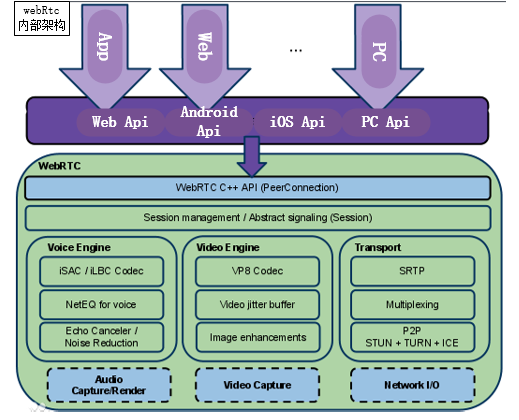 webRtc
内部架构
App
Web
...
PC
Web Api
Android
Api
iOS Api
PC Api
WebRTC
WebRTC C++ API (PeerConnection)
Session management / Abstract signaling (Session)
Voice Engine
iSAC / iLBC Codec
NetEQ for voice
Echo Canceler /
Noise Reduction
Video Engine
VP8 Codec
Video jitter buffer
Image enhancements
Transport
SRTP
Multiplexing
P2P
STUN + TURN + ICE
Audio
Capture/Render
Video Capture
Network I/O